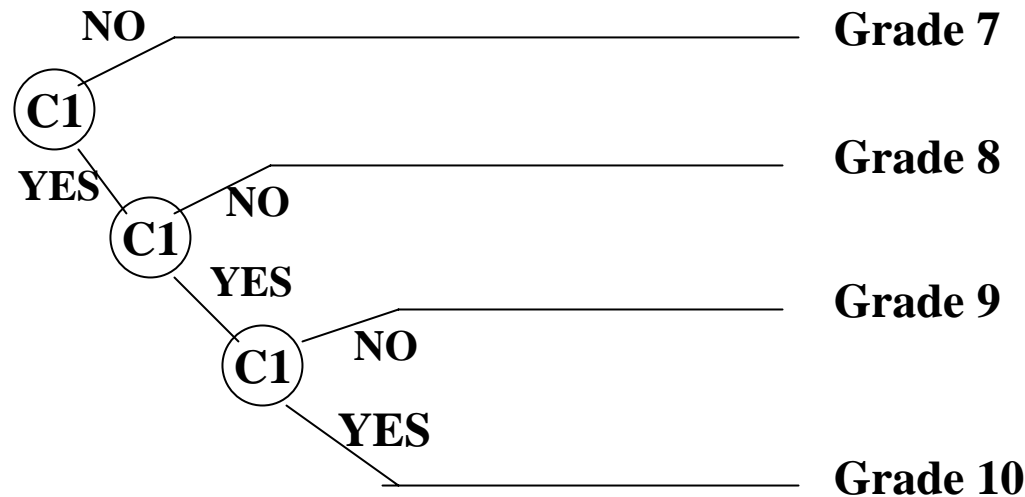 NO
Grade 7
C1
YES
Grade 8
NO
C1
YES
Grade 9
NO
C1
YES
Grade 10